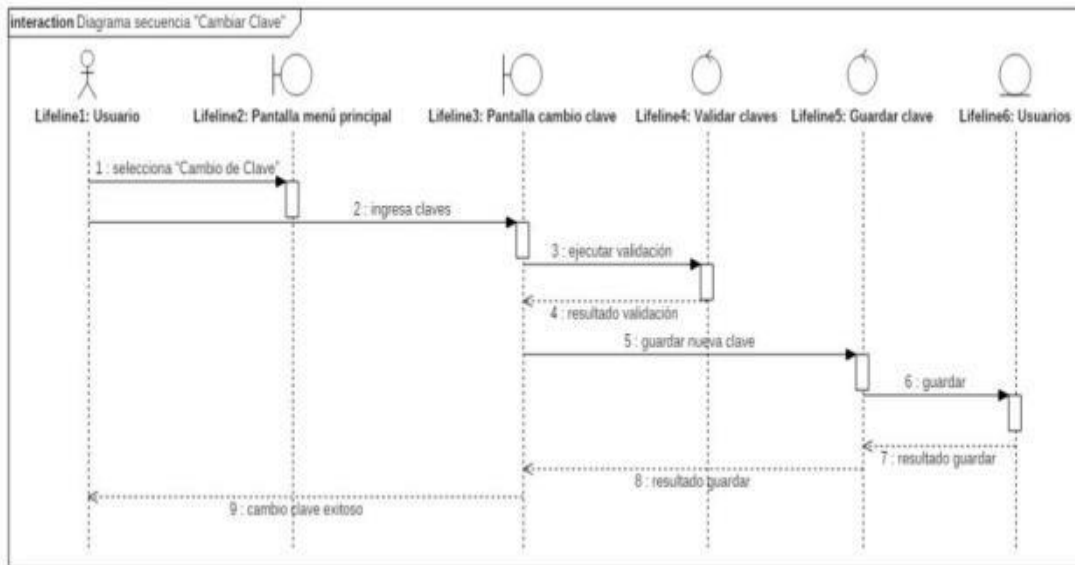 interaction Diagrama secuencia "Cambiar Clave"
Lifeline1: Usuario
Lifeline2: Pantalla menú principal
Lifeline3: Pantalla cambio clave
Lifeline4: Validar claves
Lifeline5: Guardar clave
Lifeline6: Usuarios
1 : selecciona "Cambio de Clave"
2 : ingresa claves
3 : ejecutar validación
4 : resultado validación
5 : guardar nueva clave
6 : guardar
7 : resultado guardar
8 : resultado guardar
9 : cambio clave exitoso